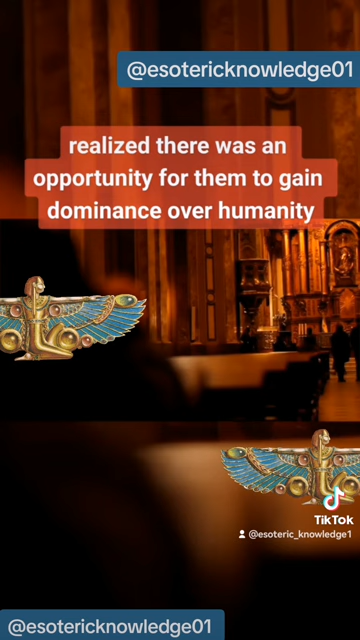 @esotericknowledge01
realized there was an
opportunity for them to gain
dominance over humanity
TikTok
@esoteric_knowledge1
@esotericknowledge01